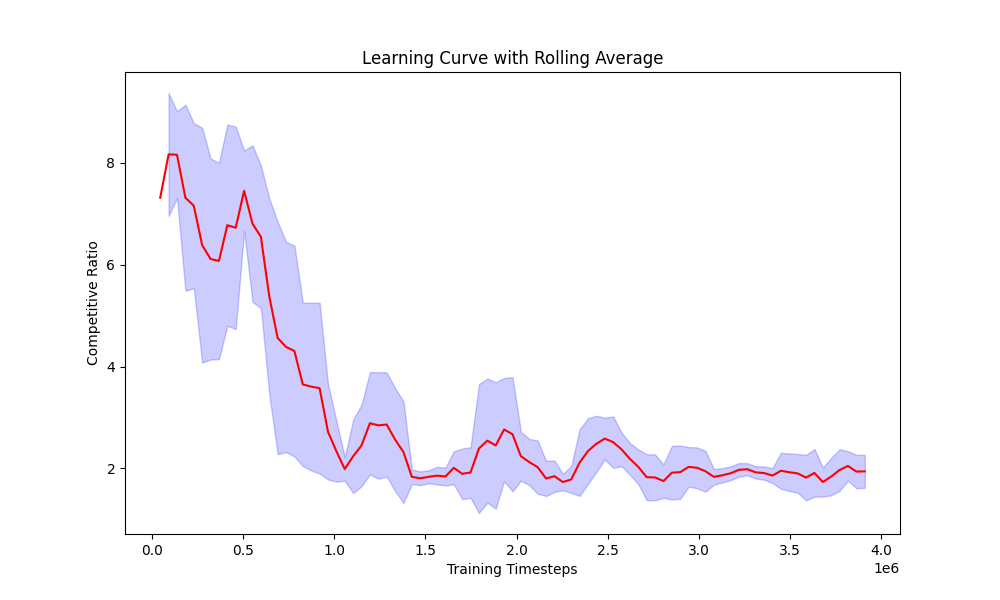 Learning Curve with Rolling Average
Competitive Ratio
8
6
4
2
0.0 0.5 1.0 1.5 2.0 2.5 3.0 3.5 4.0
1e6
Training Timesteps